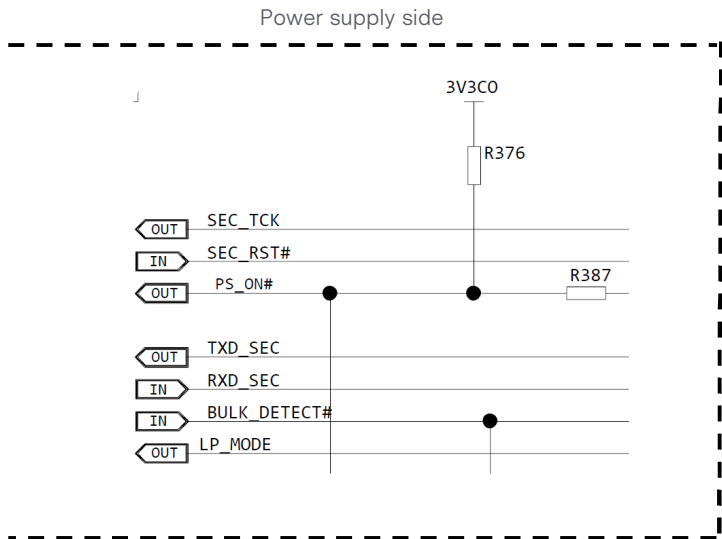 Power supply side
3V3CO
R376
OUT SEC_TCK
IN SEC_RST#
OUT PS_ON# R387
OUT TXD_SEC
IN RXD_SEC
IN BULK_DETECT#
OUT LP_MODE